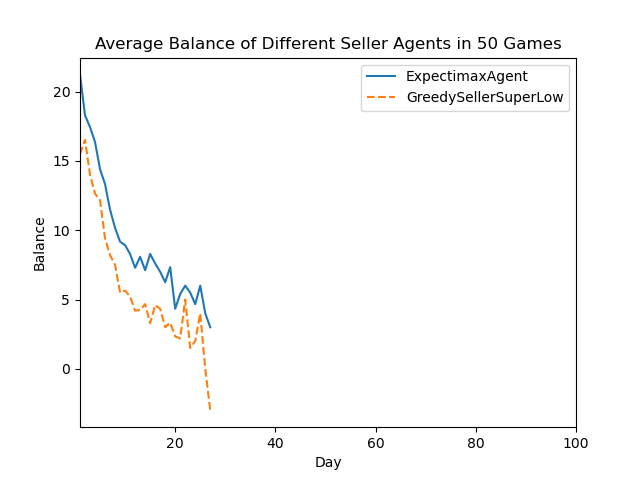 Average Balance of Different Seller Agents in 50 Games
ExpectimaxAgent
GreedySellerSuperLow
20
15
10
5
0
Balance
20 40 60 80 100
Day